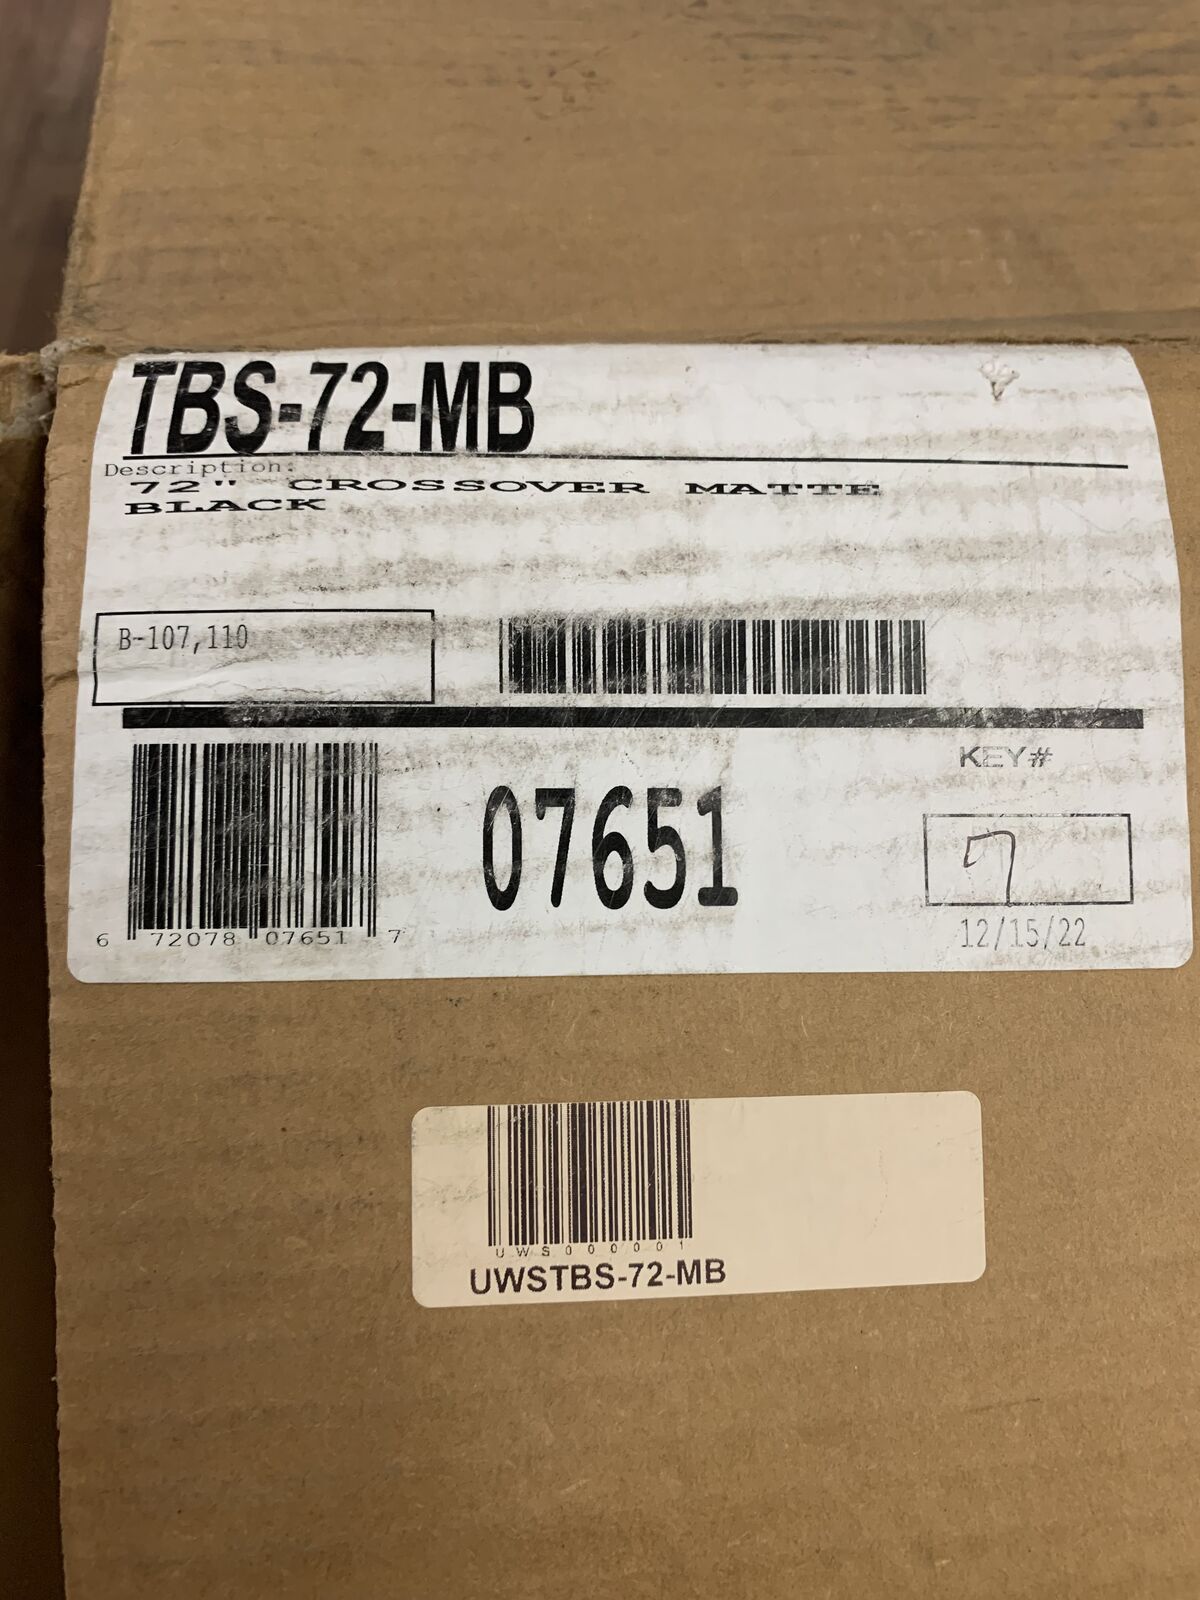 TBS-72-MB
Description:
72" CROSSOVER MATTE
BLACK
B-107,110
KEY#
07651
7
12/15/22
6 72078 07651 7
UWS000001
UWSTBS-72-MB